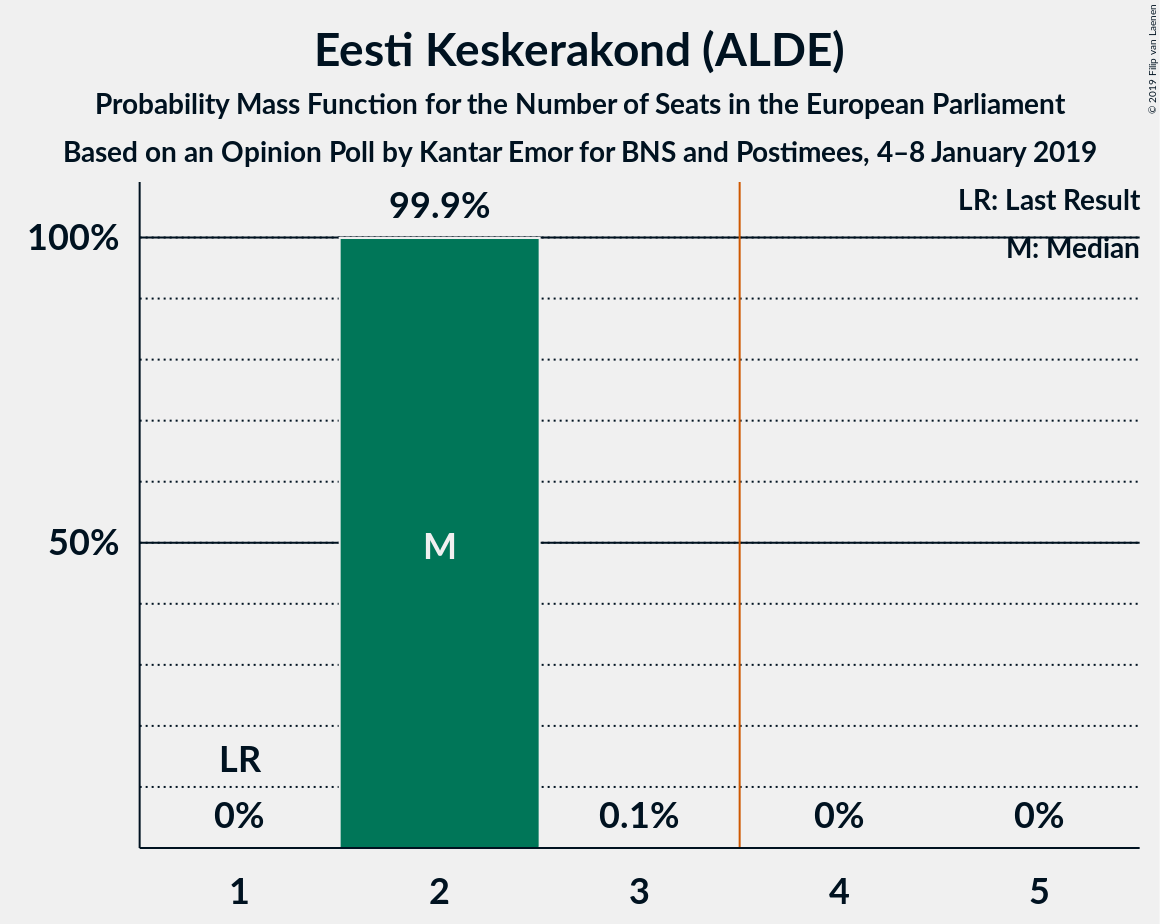 Eesti Keskerakond (ALDE)
Probability Mass Function for the Number of Seats in the European Parliament
Based on an Opinion Poll by Kantar Emor for BNS and Postimees, 4–8 January 2019
© 2019 Filip van Laenen
LR: Last Result
M: Median
99.9%
100%
50%
M
LR
0%
0.1%
0%
0%
1
2
3
4
5